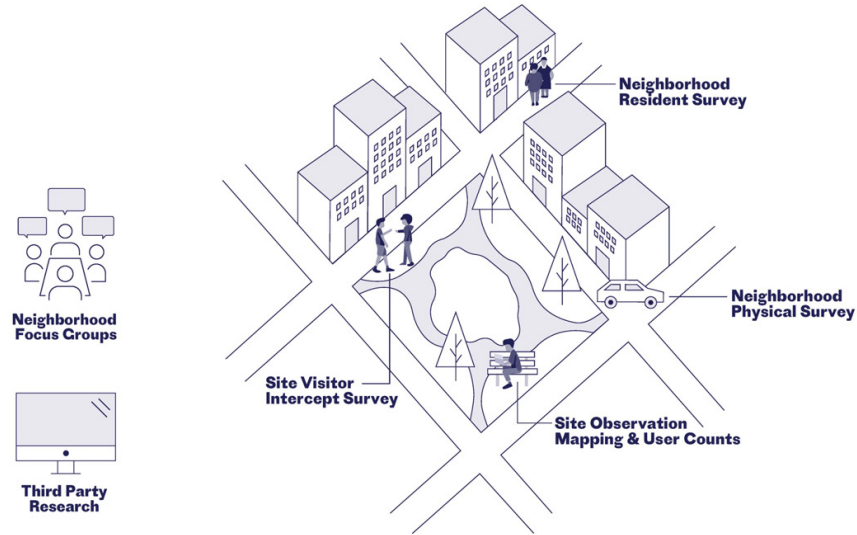 Neighborhood
Resident Survey
Neighborhood
Focus Groups
Neighborhood
Physical Survey
Site Visitor
Intercept Survey
Site Observation
Mapping & User Counts
Third Party
Research